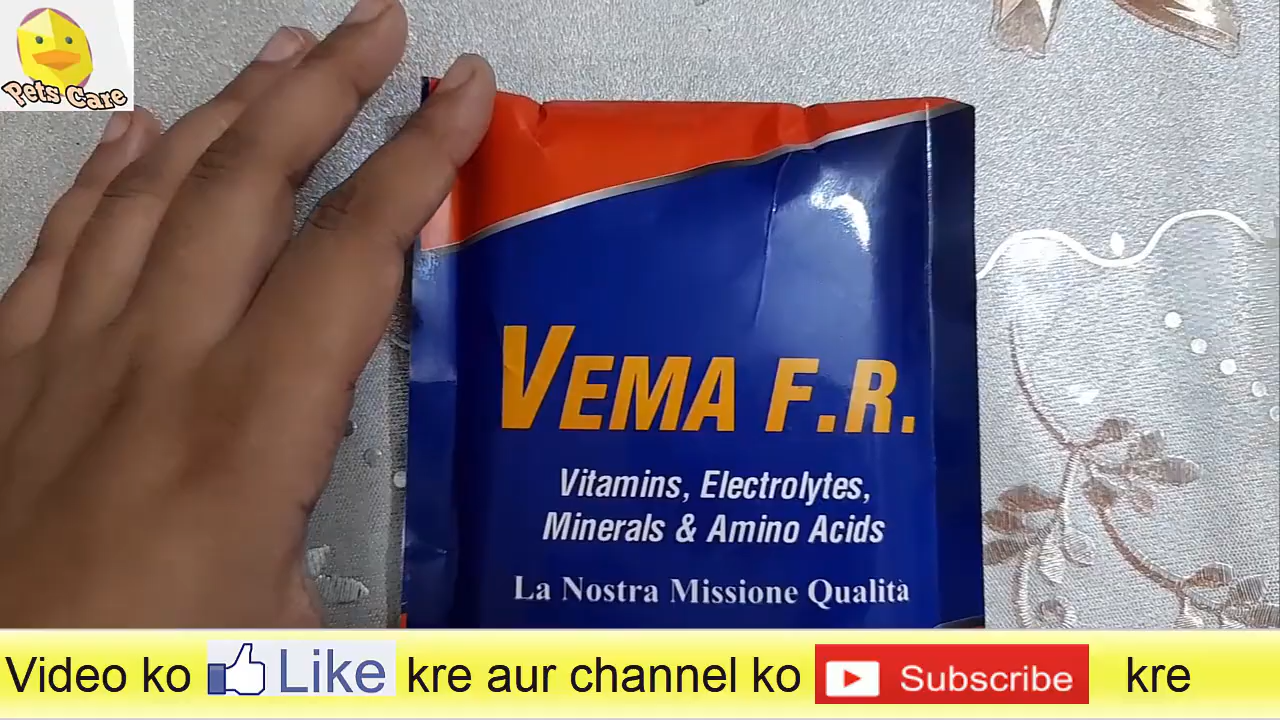 Pets Care
VEMA F.R.
Vitamins, Electrolytes,
Minerals & Amino Acids
La Nostra Missione Qualità
Video ko Like kre aur channel ko Subscribe kre